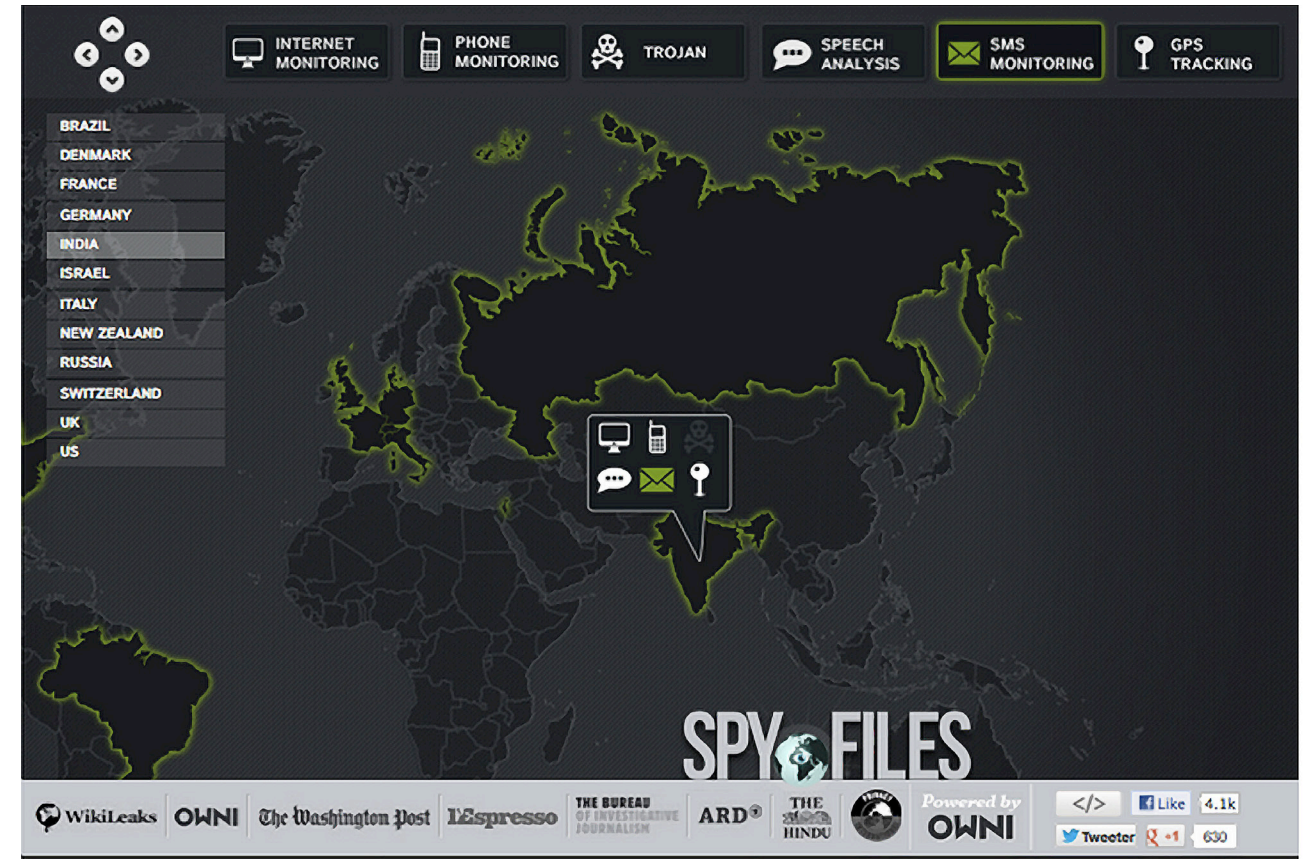 INTERNET
MONITORING
PHONE
MONITORING
TROJAN
SPEECH
ANALYSIS
SMS
MONITORING
GPS
TRACKING
BRAZIL
DENMARK
FRANCE
GERMANY
INDIA
ISRAEL
ITALY
NEW ZEALAND
RUSSIA
SWITZERLAND
UK
US
SPY FILES
WikiLeaks
OWNI
The Washington Post
L'Espresso
THE BUREAU
OF INVESTIGATIVE
JOURNALISM
ARD
THE
HINDU
PRIVACY
Powered by
OWNI
</>
Like
4.1k
Tweeter
+1
630